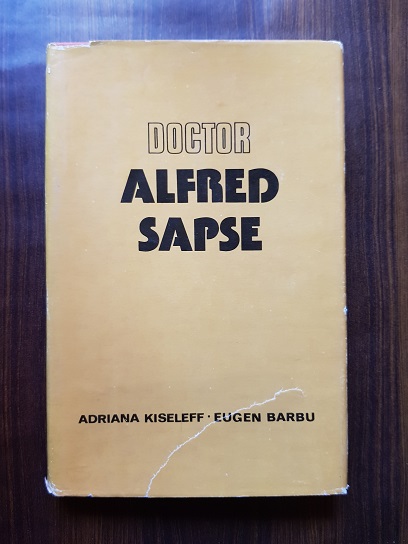 DOCTOR
ALFRED
SAPSE
ADRIANA KISELEFF · EUGEN BARBU